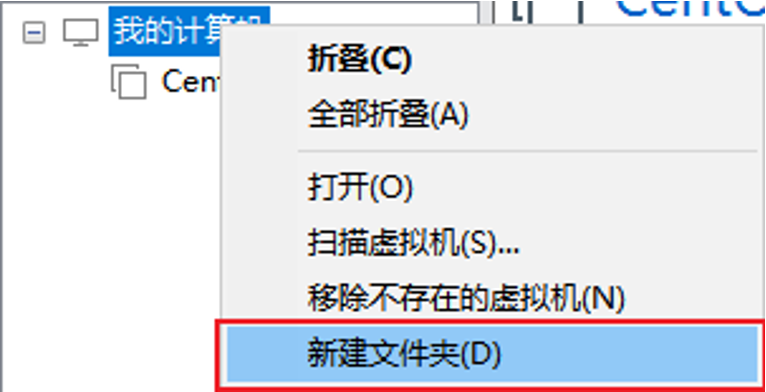 我的计算机
折叠(C)
Cen
全部折叠(A)
打开(O)
扫描虚拟机(S)...
移除不存在的虚拟机(N)
新建文件夹(D)